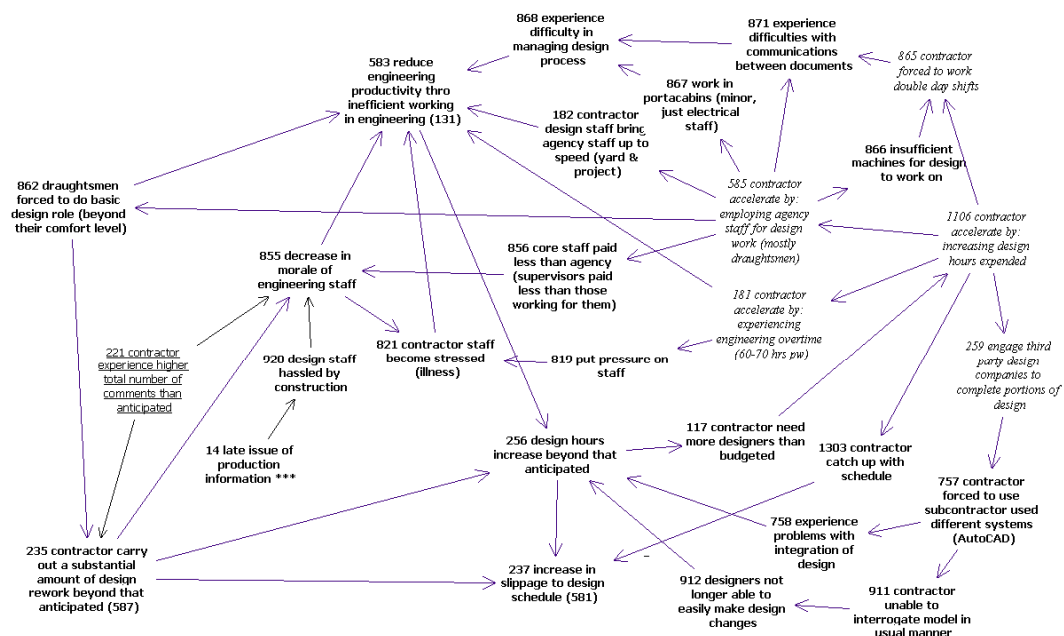 868 experience
difficulty in
managing design
process
871 experience
difficulties with
communications
between documents
865 contractor
forced to work
double day shifts
583 reduce
engineering
productivity thro
inefficient working
in engineering (131)
867 work in
portacabins (minor,
just electrical
staff)
182 contractor
design staff bring
agency staff up to
speed (yard &
project)
866 insufficient
machines for design
to work on
862 draughtsmen
forced to do basic
design role (beyond
their comfort level)
585 contractor
accelerate by:
employing agency
staff for design
work (mostly
draughtsmen)
1106 contractor
accelerate by:
increasing design
hours expended
855 decrease in
morale of
engineering staff
856 core staff paid
less than agency
(supervisors paid
less than those
working for them)
181 contractor
accelerate by:
experiencing
engineering overtime
(60-70 hrs pw)
221 contractor
experience higher
total number of
comments than
anticipated
920 design staff
hassled by
construction
821 contractor staff
become stressed
(illness)
819 put pressure on
staff
259 engage third
party design
companies to
complete portions of
design
14 late issue of
production
information ***
256 design hours
increase beyond that
anticipated
117 contractor need
more designers than
budgeted
1303 contractor
catch up with
schedule
757 contractor
forced to use
subcontractor used
different systems
(AutoCAD)
758 experience
problems with
integration of
design
235 contractor carry
out a substantial
amount of design
rework beyond that
anticipated (587)
237 increase in
slippage to design
schedule (581)
912 designers not
longer able to
easily make design
changes
911 contractor
unable to
interrogate model in
usual manner